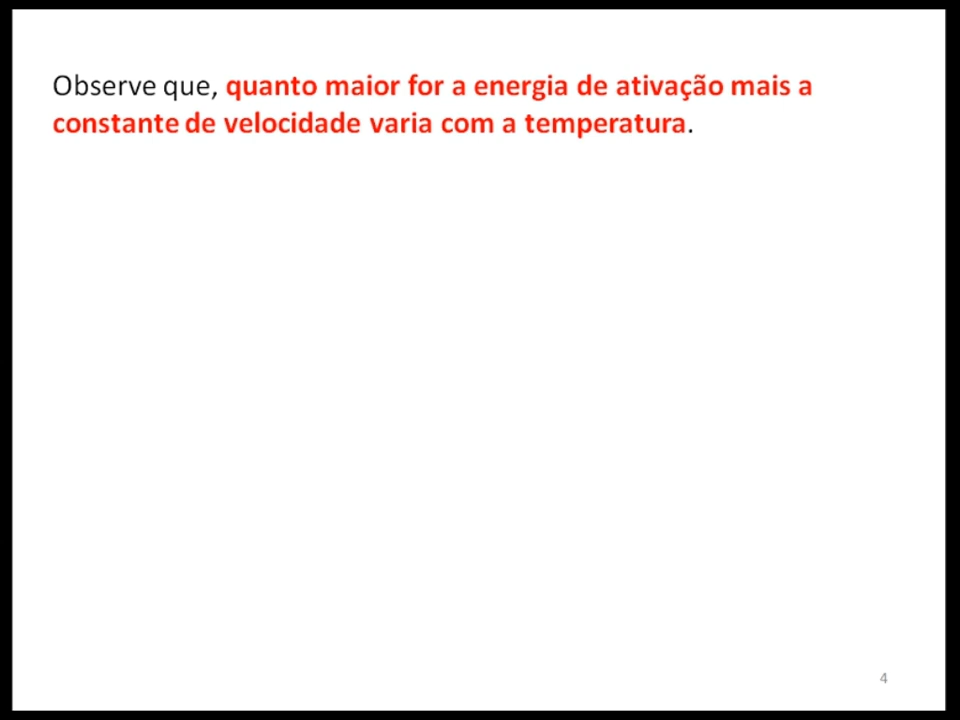 Observe que, quanto maior for a energia de ativação mais a
constante de velocidade varia com a temperatura.
4